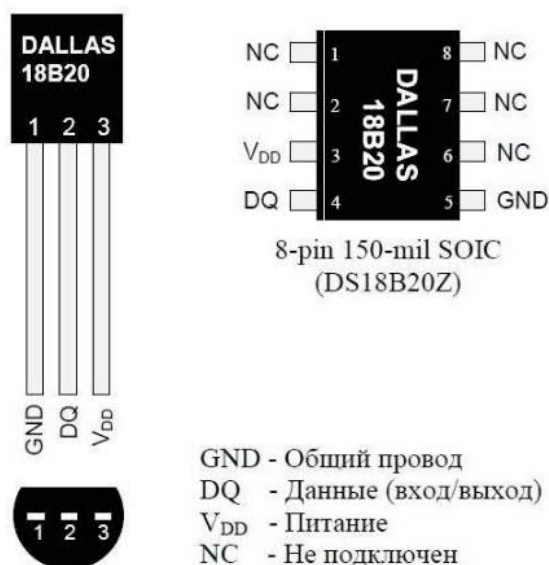 DALLAS
18B20
1 2 3
GND DQ VDD
1 2 3
NC 1 8 NC
NC 2 7 NC
VDD 3 6 NC
DQ 4 5 GND
DALLAS
18B20
8-pin 150-mil SOIC
(DS18B20Z)
GND - Общий провод
DQ - Данные (вход/выход)
VDD - Питание
NC - Не подключен